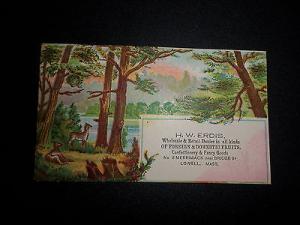 H. W. ERDIS,
Wholesale & Retail Dealer in all kinds
OF FOREIGN & DOMESTIC FRUITS,
Confectionery & Fancy Goods
No. 2 MERRIMACK near BRIDGE St
LOWELL, MASS.